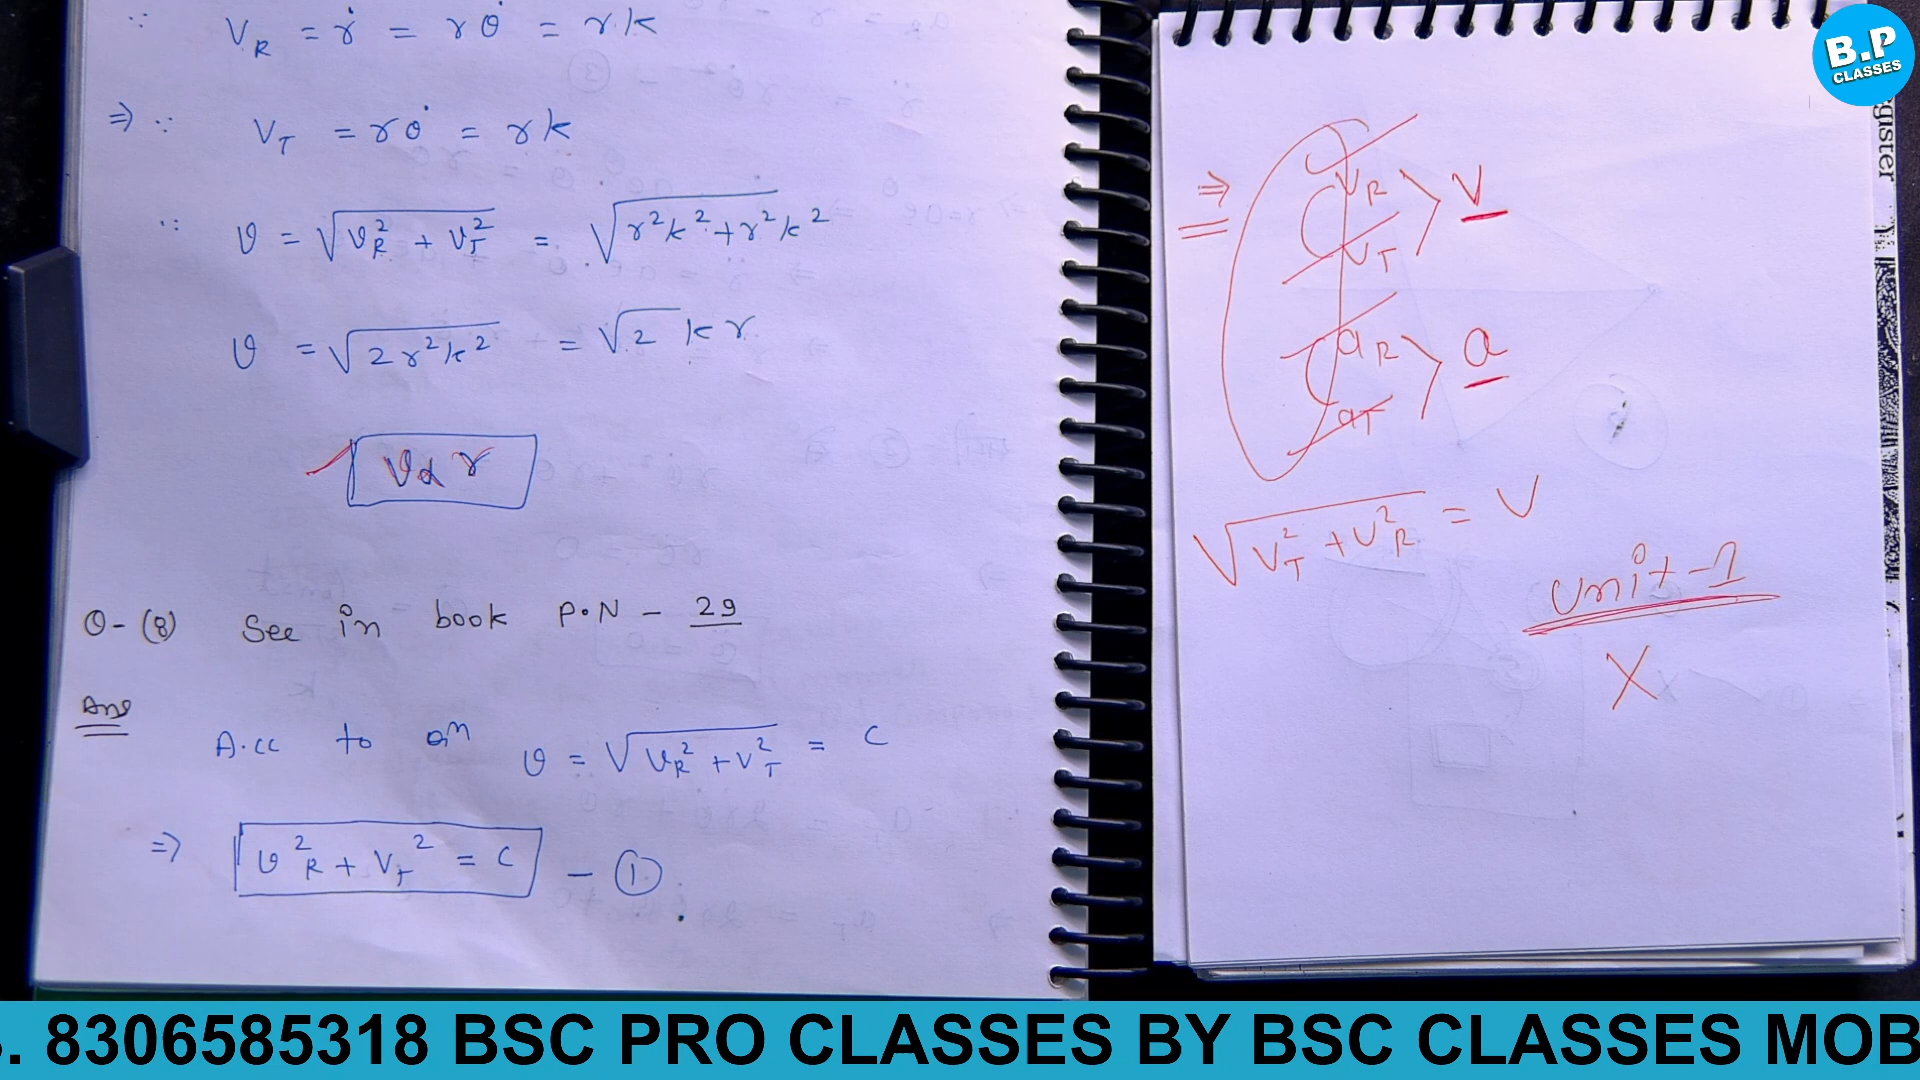 ∵ V_R = ṙ = rθ̇ = rk
⇒ ∵ V_T = rθ̇ = rk
∵ v = √(v_R² + v_T²) = √(r²k² + r²k²)
v = √(2r²k²) = √2 kr
v ∝ r
Q-(8) See in book P.N - 29
Ans
A.cc to qn v = √(v_R² + v_T²) = c
⇒ v²_R + V_T² = c - ①
⇒ V_R
V_T > V
a_R
a_T > a
√(V_T² + V_R²) = V
unit-1
X
B.P
CLASSES
gister
. 8306585318 BSC PRO CLASSES BY BSC CLASSES MOB